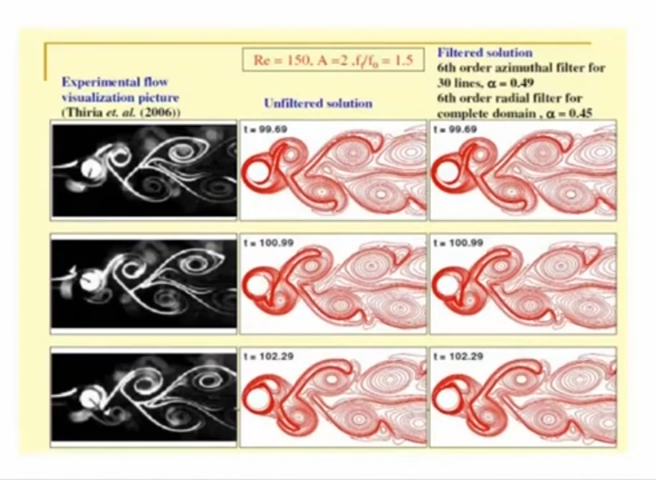 Re = 150, A =2 ,f/f₀ = 1.5
Experimental flow
visualization picture
(Thiria et. al. (2006))
Unfiltered solution
Filtered solution
6th order azimuthal filter for
30 lines, α = 0.49
6th order radial filter for
complete domain , α = 0.45
t = 99.69
t = 99.69
t = 100.99
t = 100.99
t = 102.29
t = 102.29